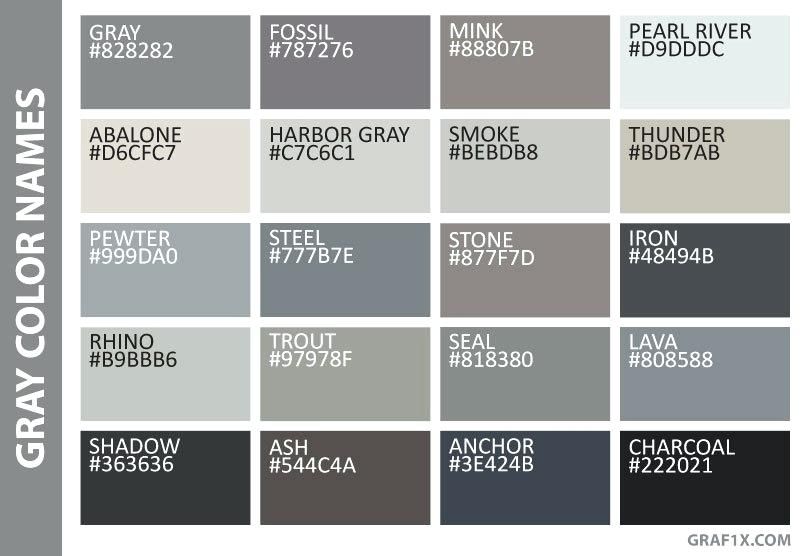 GRAY COLOR NAMES
GRAY
#828282
FOSSIL
#787276
MINK
#88807B
PEARL RIVER
#D9DDDC
ABALONE
#D6CFC7
HARBOR GRAY
#C7C6C1
SMOKE
#BEBDB8
THUNDER
#BDB7AB
PEWTER
#999DA0
STEEL
#777B7E
STONE
#877F7D
IRON
#48494B
RHINO
#B9BBB6
TROUT
#97978F
SEAL
#818380
LAVA
#808588
SHADOW
#363636
ASH
#544C4A
ANCHOR
#3E424B
CHARCOAL
#222021
GRAF1X.COM